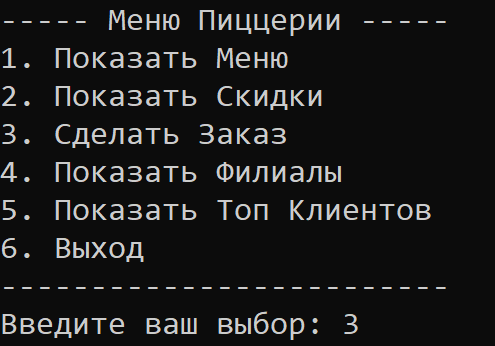 ----- Меню Пиццерии -----
1. Показать Меню
2. Показать Скидки
3. Сделать Заказ
4. Показать Филиалы
5. Показать Топ Клиентов
6. Выход
-------------------------
Введите ваш выбор: 3